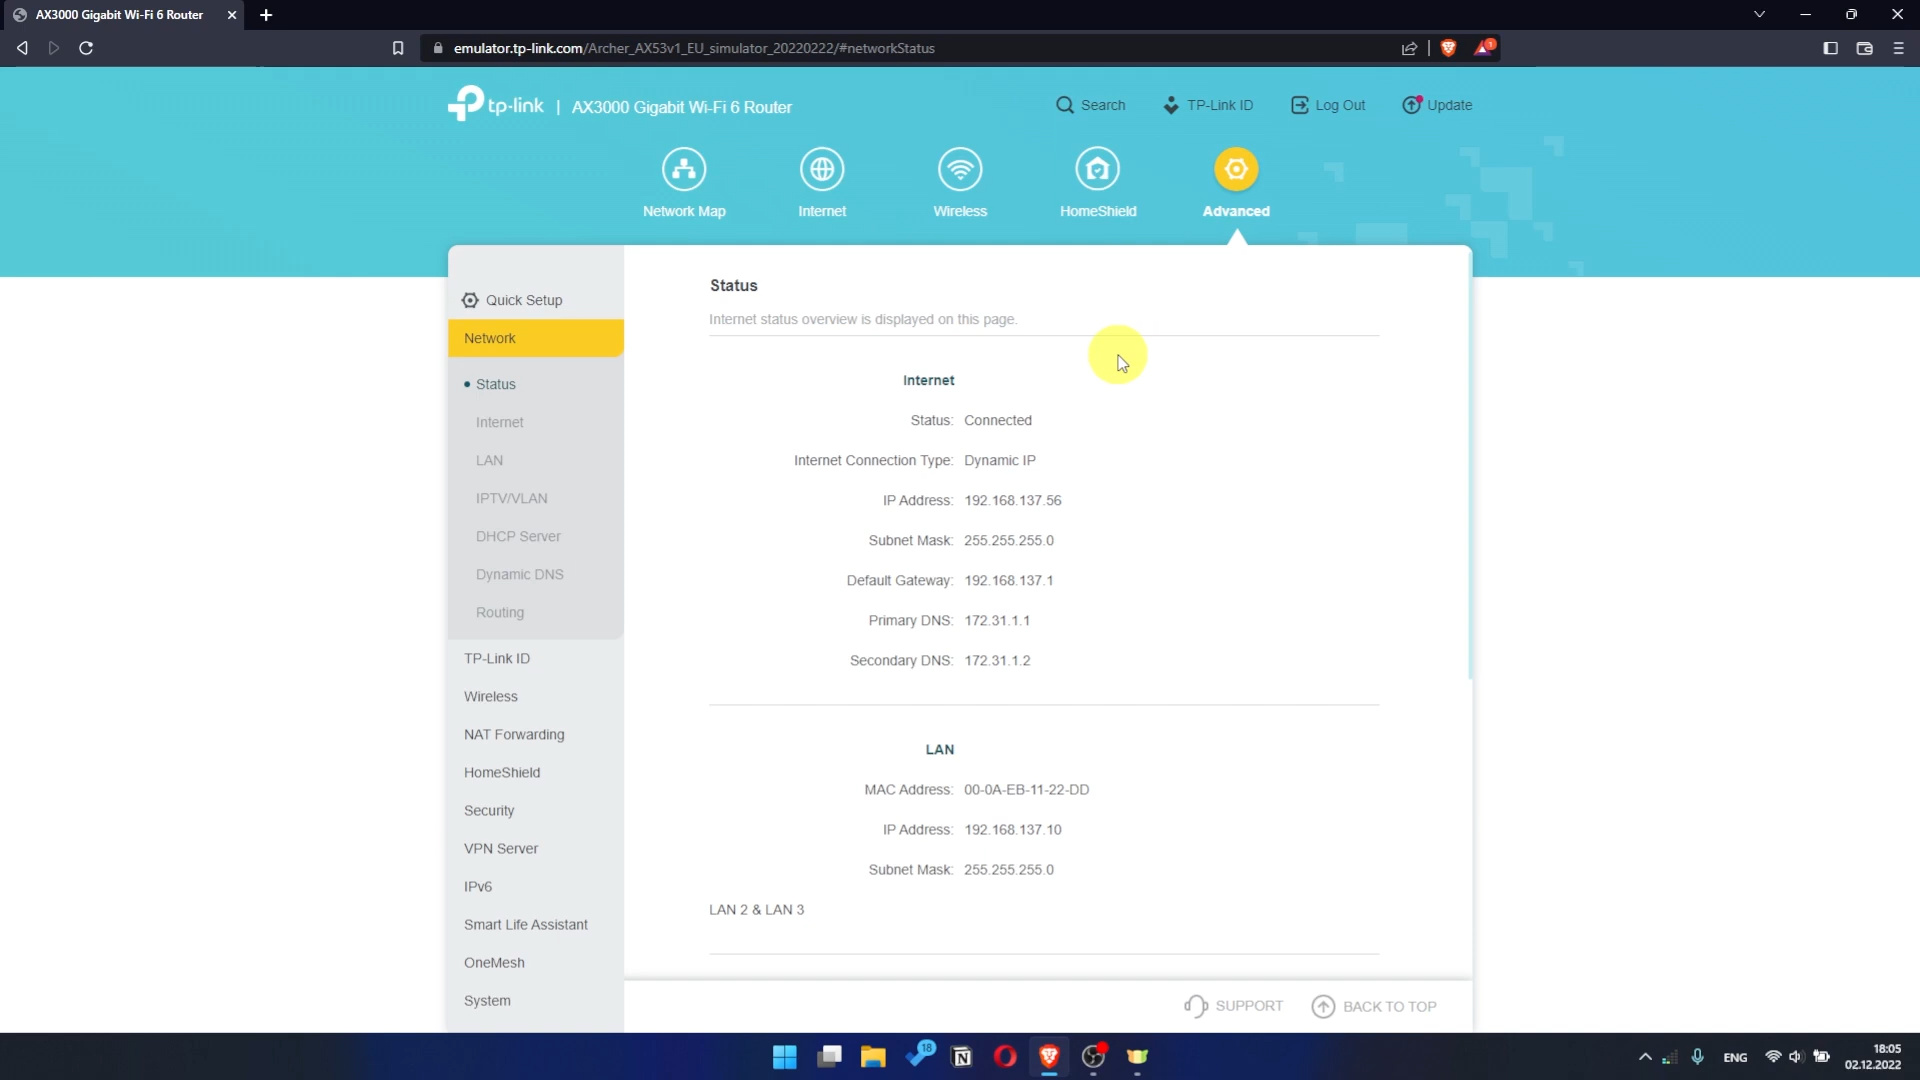 AX3000 Gigabit Wi-Fi 6 Router
emulator.tp-link.com/Archer_AX53v1_EU_simulator_20220222/#networkStatus
1
tp-link | AX3000 Gigabit Wi-Fi 6 Router
Search
TP-Link ID
Log Out
Update
Network Map
Internet
Wireless
HomeShield
Advanced
Quick Setup
Network
Status
Internet
LAN
IPTV/VLAN
DHCP Server
Dynamic DNS
Routing
TP-Link ID
Wireless
NAT Forwarding
HomeShield
Security
VPN Server
IPv6
Smart Life Assistant
OneMesh
System
Status
Internet status overview is displayed on this page.
Internet
Status: Connected
Internet Connection Type: Dynamic IP
IP Address: 192.168.137.56
Subnet Mask: 255.255.255.0
Default Gateway: 192.168.137.1
Primary DNS: 172.31.1.1
Secondary DNS: 172.31.1.2
LAN
MAC Address: 00-0A-EB-11-22-DD
IP Address: 192.168.137.10
Subnet Mask: 255.255.255.0
LAN 2 & LAN 3
SUPPORT
BACK TO TOP
18
ENG
18:05
02.12.2022